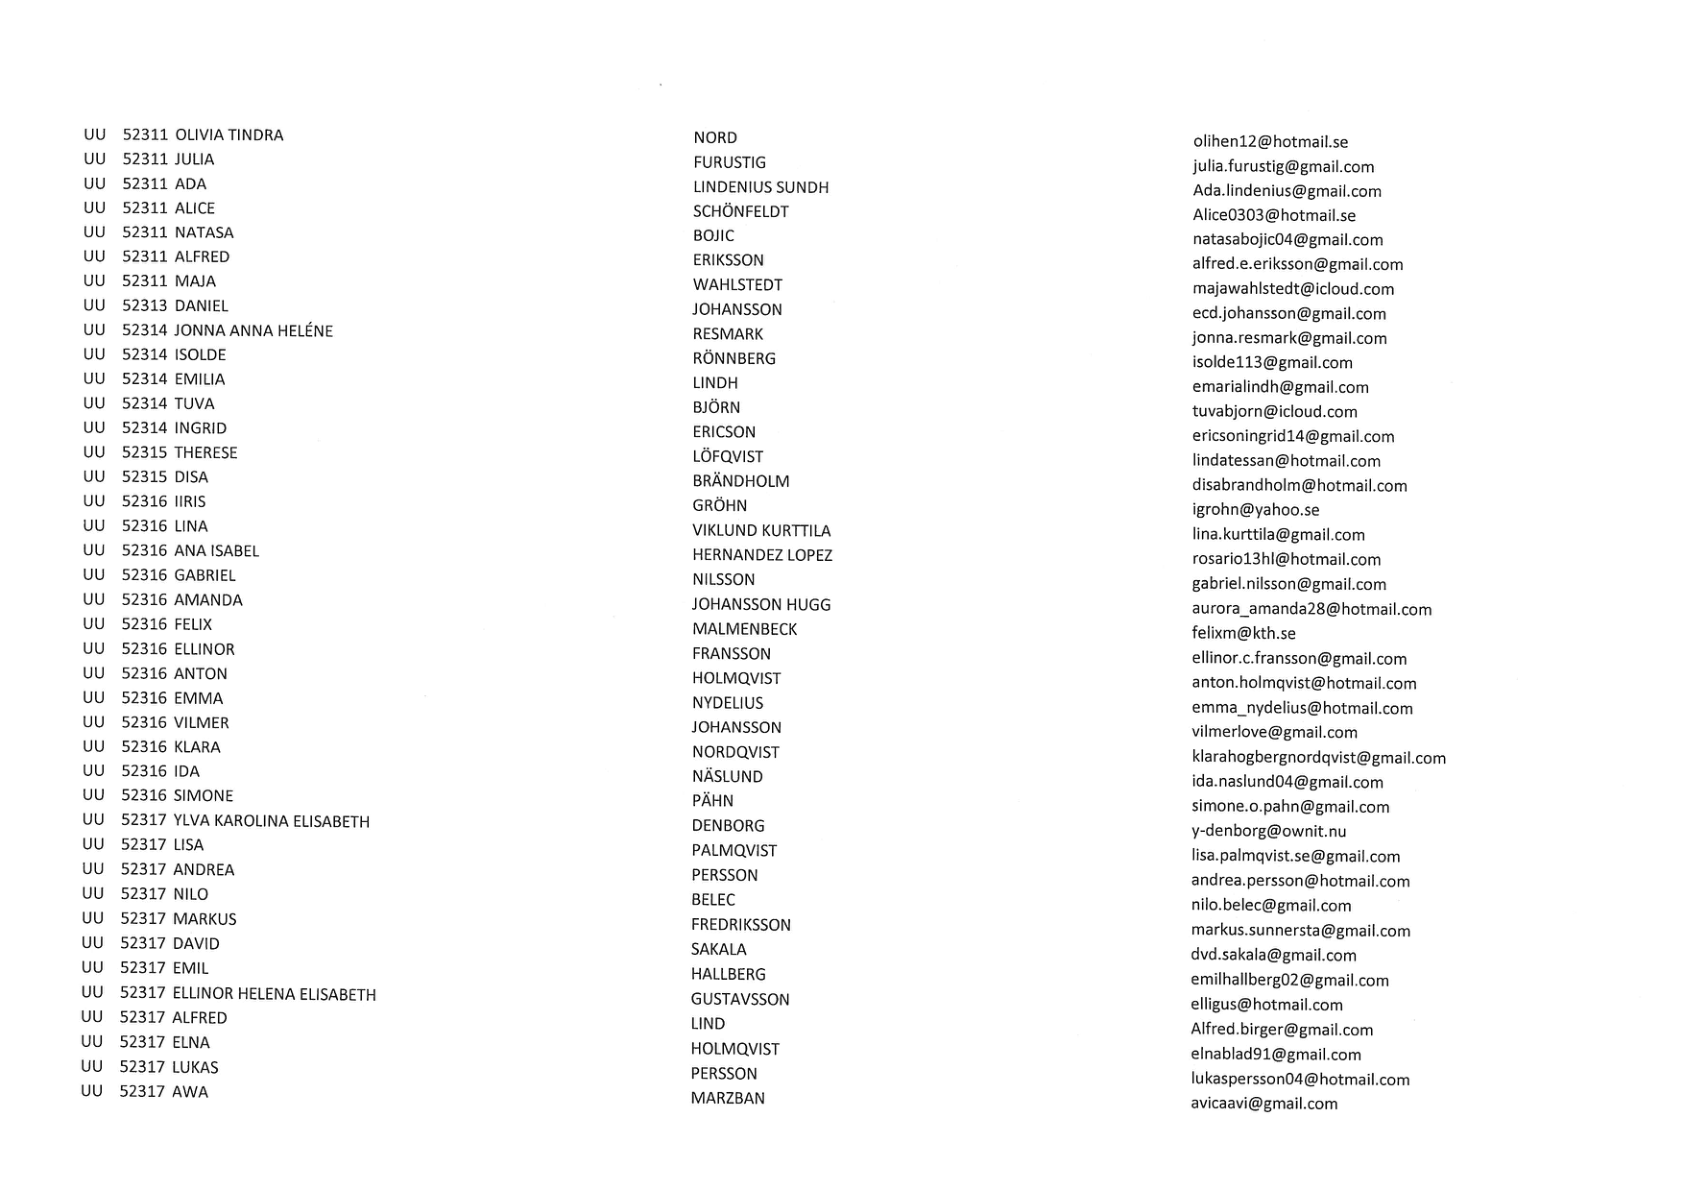 UU 52311 OLIVIA TINDRA NORD olihen12@hotmail.se
UU 52311 JULIA FURUSTIG julia.furustig@gmail.com
UU 52311 ADA LINDENIUS SUNDH Ada.lindenius@gmail.com
UU 52311 ALICE SCHÖNFELDT Alice0303@hotmail.se
UU 52311 NATASA BOJIC natasabojic04@gmail.com
UU 52311 ALFRED ERIKSSON alfred.e.eriksson@gmail.com
UU 52311 MAJA WAHLSTEDT majawahlstedt@icloud.com
UU 52313 DANIEL JOHANSSON ecd.johansson@gmail.com
UU 52314 JONNA ANNA HELÉNE RESMARK jonna.resmark@gmail.com
UU 52314 ISOLDE RÖNNBERG isolde113@gmail.com
UU 52314 EMILIA LINDH emarialindh@gmail.com
UU 52314 TUVA BJÖRN tuvabjorn@icloud.com
UU 52314 INGRID ERICSON ericsoningrid14@gmail.com
UU 52315 THERESE LÖFQVIST lindatessan@hotmail.com
UU 52315 DISA BRÄNDHOLM disabrandholm@hotmail.com
UU 52316 IIRIS GRÖHN igrohn@yahoo.se
UU 52316 LINA VIKLUND KURTTILA lina.kurttila@gmail.com
UU 52316 ANA ISABEL HERNANDEZ LOPEZ rosario13hl@hotmail.com
UU 52316 GABRIEL NILSSON gabriel.nilsson@gmail.com
UU 52316 AMANDA JOHANSSON HUGG aurora_amanda28@hotmail.com
UU 52316 FELIX MALMENBECK felixm@kth.se
UU 52316 ELLINOR FRANSSON ellinor.c.fransson@gmail.com
UU 52316 ANTON HOLMQVIST anton.holmqvist@hotmail.com
UU 52316 EMMA NYDELIUS emma_nydelius@hotmail.com
UU 52316 VILMER JOHANSSON vilmerlove@gmail.com
UU 52316 KLARA NORDQVIST klarahogbergnordqvist@gmail.com
UU 52316 IDA NÄSLUND ida.naslund04@gmail.com
UU 52316 SIMONE PÄHN simone.o.pahn@gmail.com
UU 52317 YLVA KAROLINA ELISABETH DENBORG y-denborg@ownit.nu
UU 52317 LISA PALMQVIST lisa.palmqvist.se@gmail.com
UU 52317 ANDREA PERSSON andrea.persson@hotmail.com
UU 52317 NILO BELEC nilo.belec@gmail.com
UU 52317 MARKUS FREDRIKSSON markus.sunnersta@gmail.com
UU 52317 DAVID SAKALA dvd.sakala@gmail.com
UU 52317 EMIL HALLBERG emilhallberg02@gmail.com
UU 52317 ELLINOR HELENA ELISABETH GUSTAVSSON elligus@hotmail.com
UU 52317 ALFRED LIND Alfred.birger@gmail.com
UU 52317 ELNA HOLMQVIST elnablad91@gmail.com
UU 52317 LUKAS PERSSON lukaspersson04@hotmail.com
UU 52317 AWA MARZBAN avicaavi@gmail.com